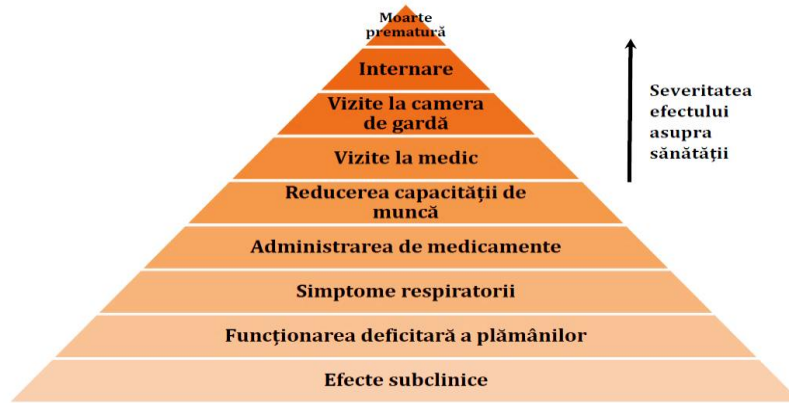 Moarte
prematură
Internare
Vizite la camera
de gardă
Vizite la medic
Reducerea capacității de
muncă
Administrarea de medicamente
Simptome respiratorii
Funcționarea deficitară a plămânilor
Efecte subclinice
Severitatea
efectului
asupra
sănătății